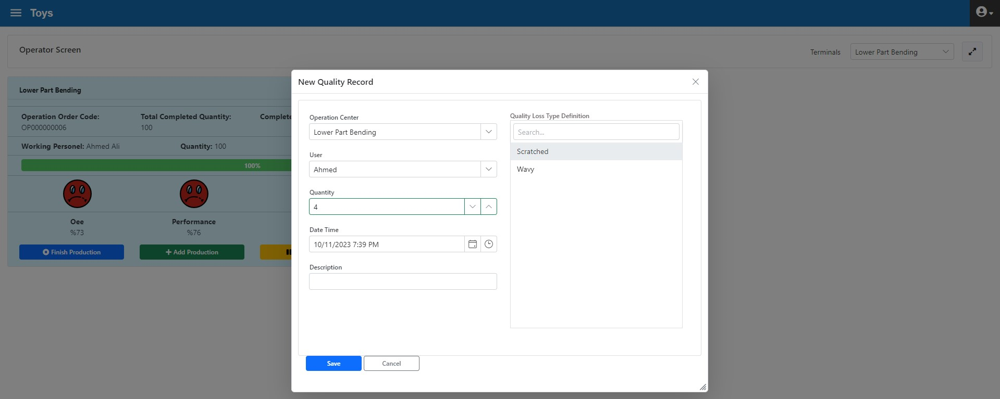 Toys
Operator Screen
Terminals
Lower Part Bending
Lower Part Bending
Operation Order Code:
OP000000006
Total Completed Quantity:
100
Complete
Working Personel: Ahmed Ali
Quantity: 100
100%
Oee
%73
Performance
%76
Finish Production
Add Production
New Quality Record
Operation Center
Lower Part Bending
User
Ahmed
Quantity
4
Date Time
10/11/2023 7:39 PM
Description
Quality Loss Type Definition
Search...
Scratched
Wavy
Save
Cancel